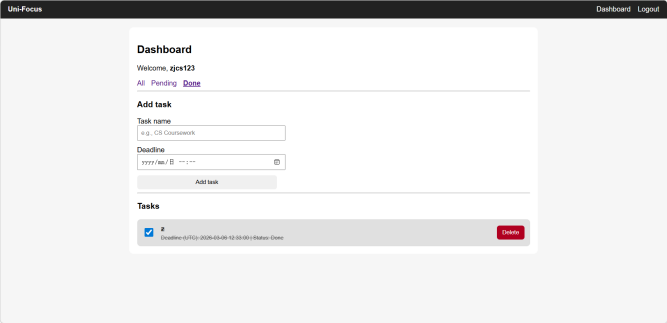 Uni-Focus
Dashboard Logout
Dashboard
Welcome, zjcs123
All Pending Done
Add task
Task name
e.g., CS Coursework
Deadline
yyyy/mm/日 --:--
Add task
Tasks
Deadline (UTC): 2026-03-06 12:33:00 | Status: Done
Delete